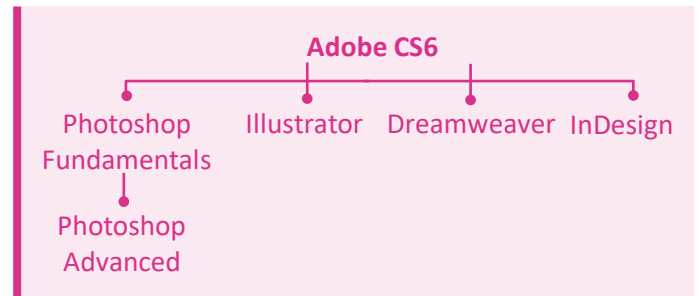 Adobe CS6
Photoshop
Fundamentals
Illustrator
Dreamweaver
InDesign
Photoshop
Advanced